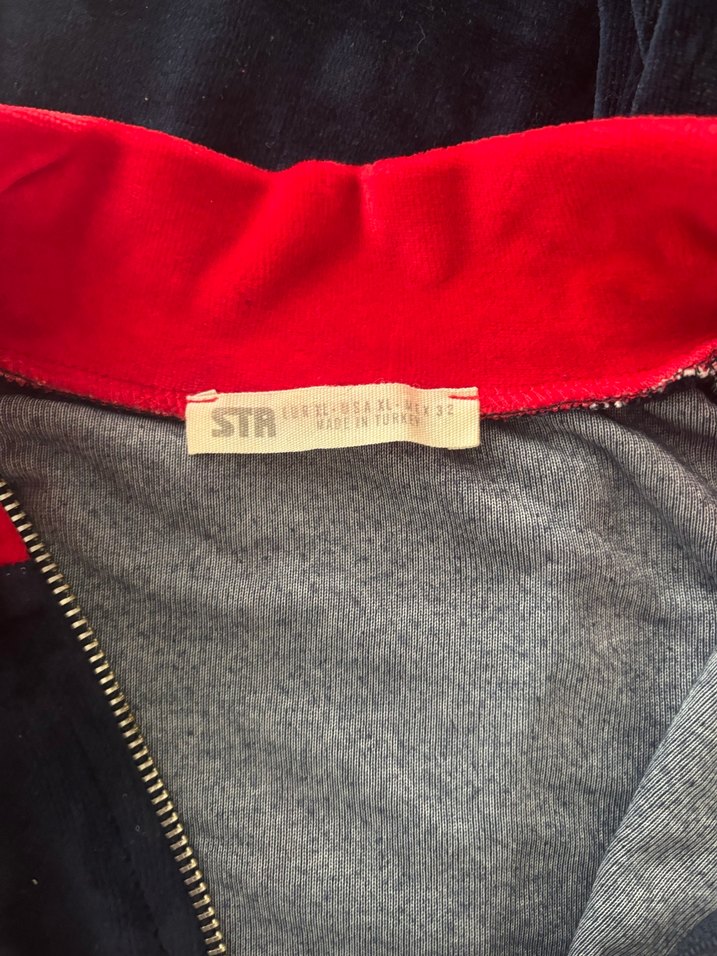 STR
EUR XL • USA XL • MEX 32
MADE IN TURKEY